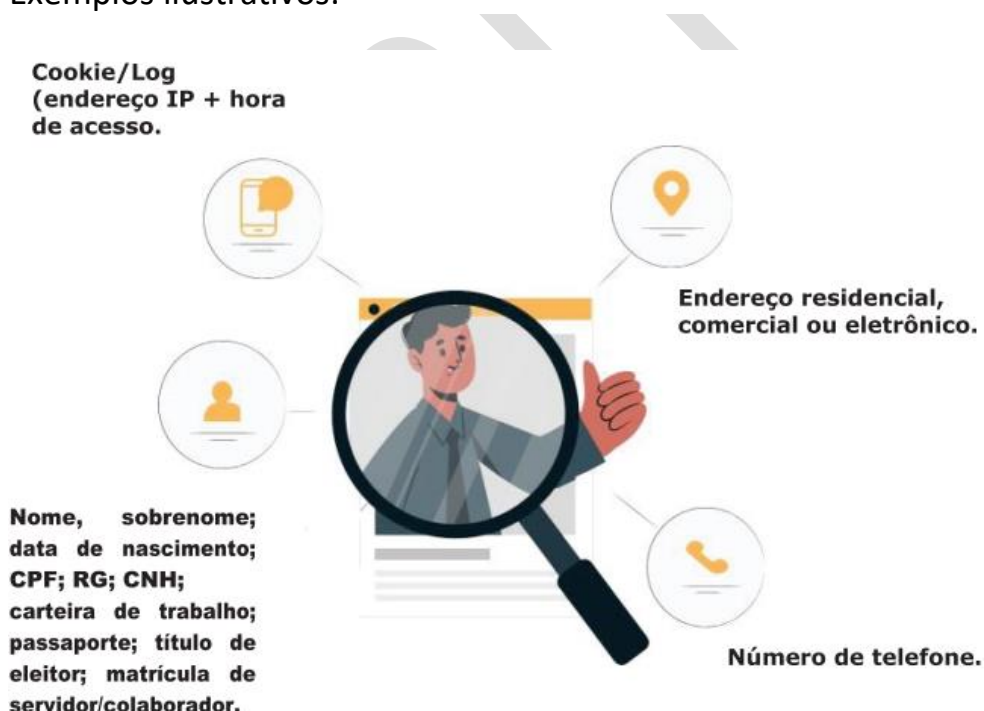 Exemplos ilustrativos:
Cookie/Log
(endereço IP + hora
de acesso.
Endereço residencial,
comercial ou eletrônico.
Nome, sobrenome;
data de nascimento;
CPF; RG; CNH;
carteira de trabalho;
passaporte; título de
eleitor; matrícula de
servidor/colaborador.
Número de telefone.